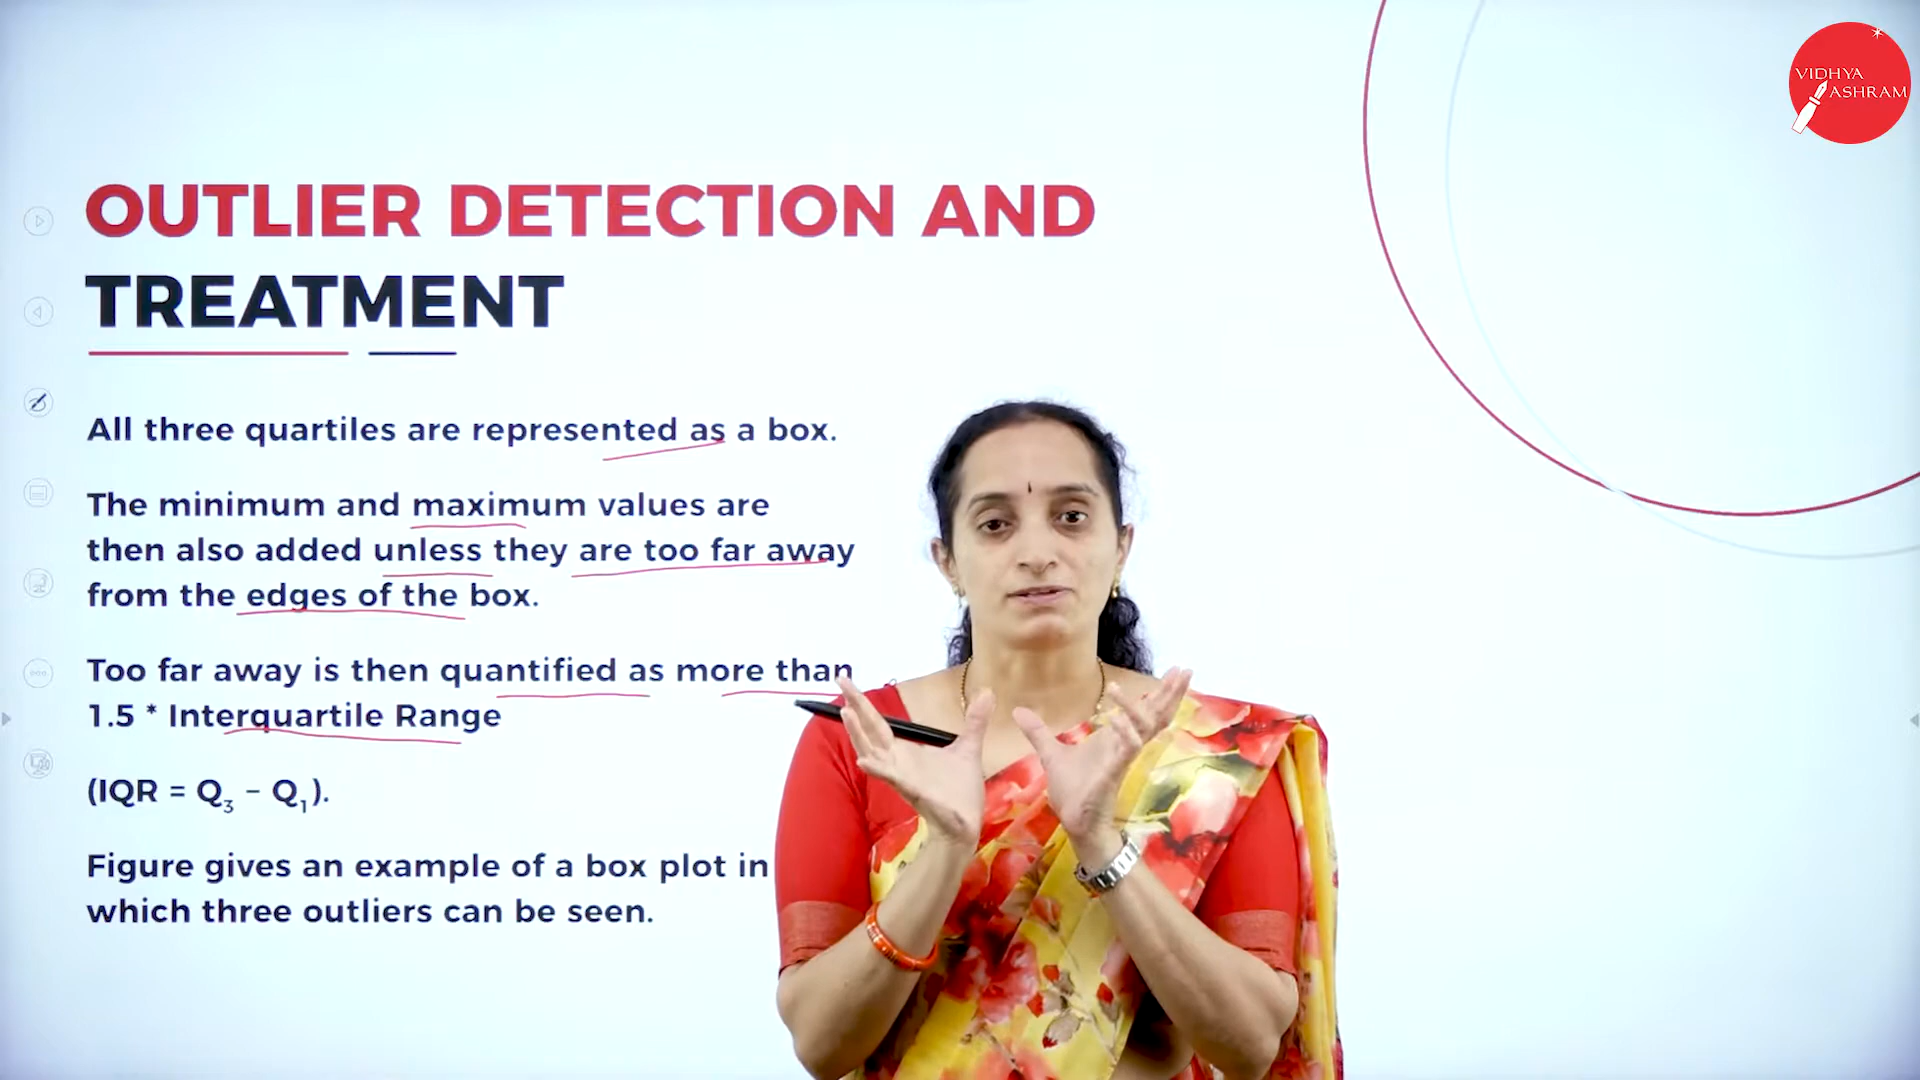 VIDHYA
ASHRAM
OUTLIER DETECTION AND
TREATMENT
All three quartiles are represented as a box.
The minimum and maximum values are
then also added unless they are too far away
from the edges of the box.
Too far away is then quantified as more than
1.5 * Interquartile Range
(IQR = Q₃ – Q₁).
Figure gives an example of a box plot in
which three outliers can be seen.